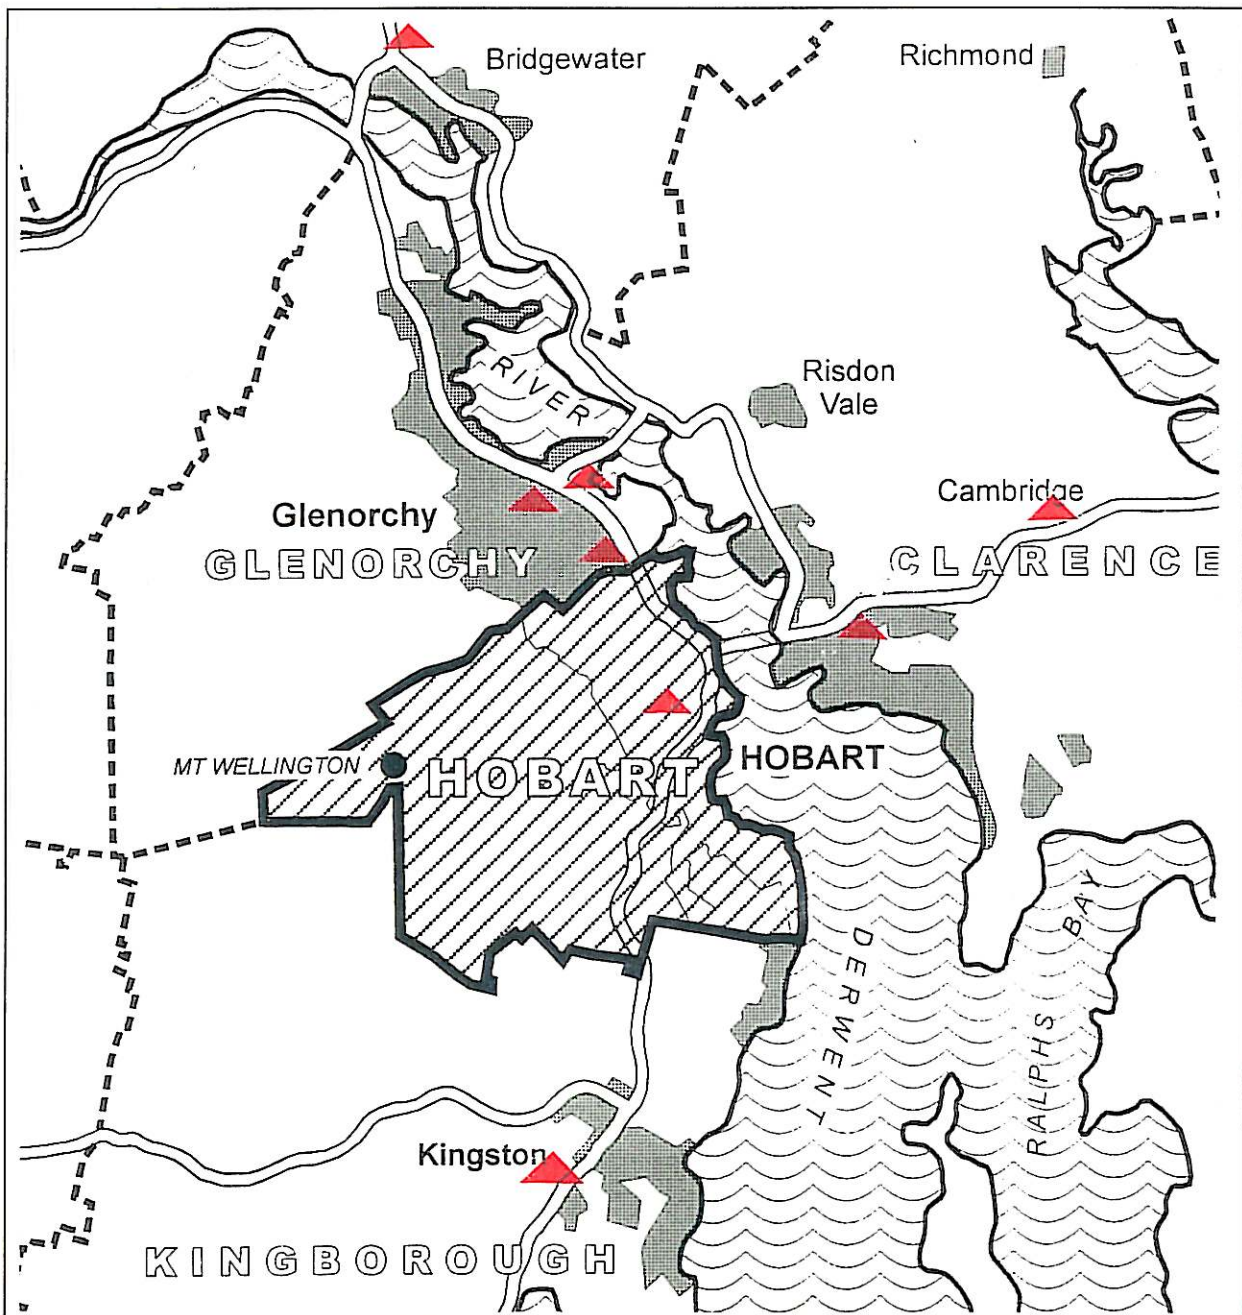 Bridgewater
Richmond
RIVER
Risdon
Vale
Cambridge
Glenorchy
GLENORCHY
CLARENCE
MT WELLINGTON
HOBART
HOBART
DERWENT
RALPHS BAY
Kingston
KINGBOROUGH